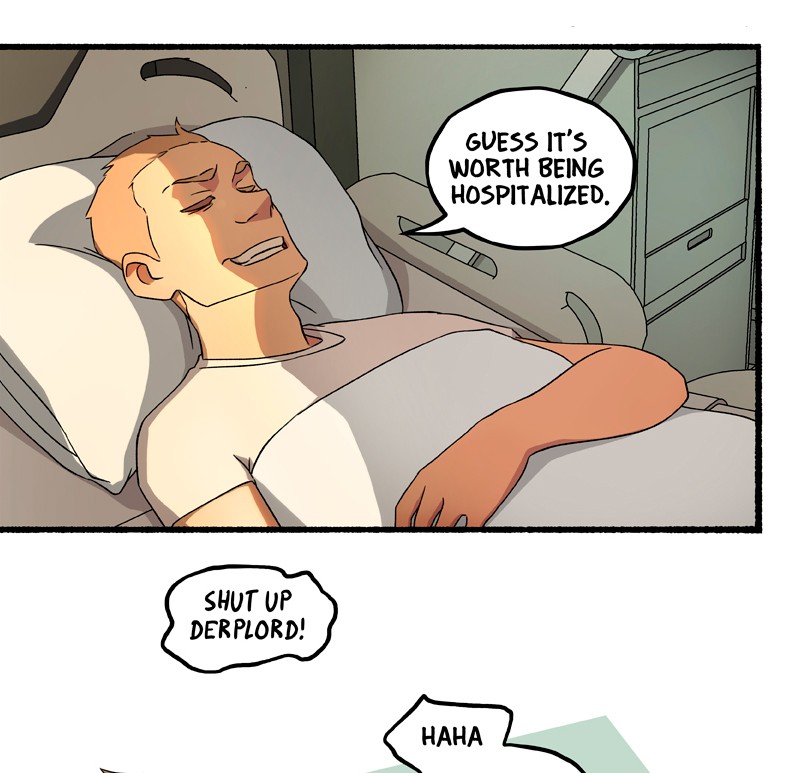 GUESS IT'S
WORTH BEING
HOSPITALIZED.
SHUT UP
DERPLORD!
HAHA